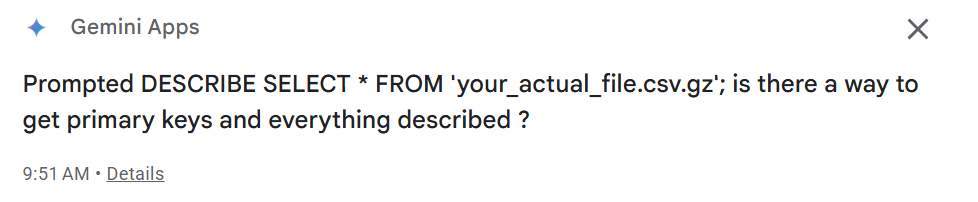 Gemini Apps
Prompted DESCRIBE SELECT * FROM 'your_actual_file.csv.gz'; is there a way to
get primary keys and everything described ?
9:51 AM • Details